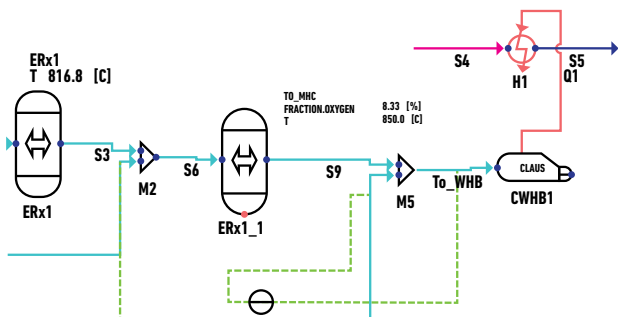 ERx1
T 816.8 [C]
S4
S5
Q1
H1
TO_MHC
FRACTION.OXYGEN 8.33 [%]
T 850.0 [C]
S3
S6
S9
To_WHB
CLAUS
M2
M5
CWHB1
ERx1
ERx1_1